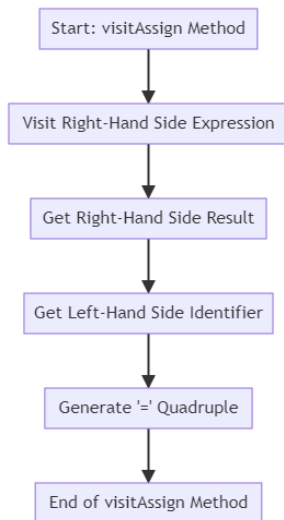 Start: visitAssign Method
Visit Right-Hand Side Expression
Get Right-Hand Side Result
Get Left-Hand Side Identifier
Generate '=' Quadruple
End of visitAssign Method